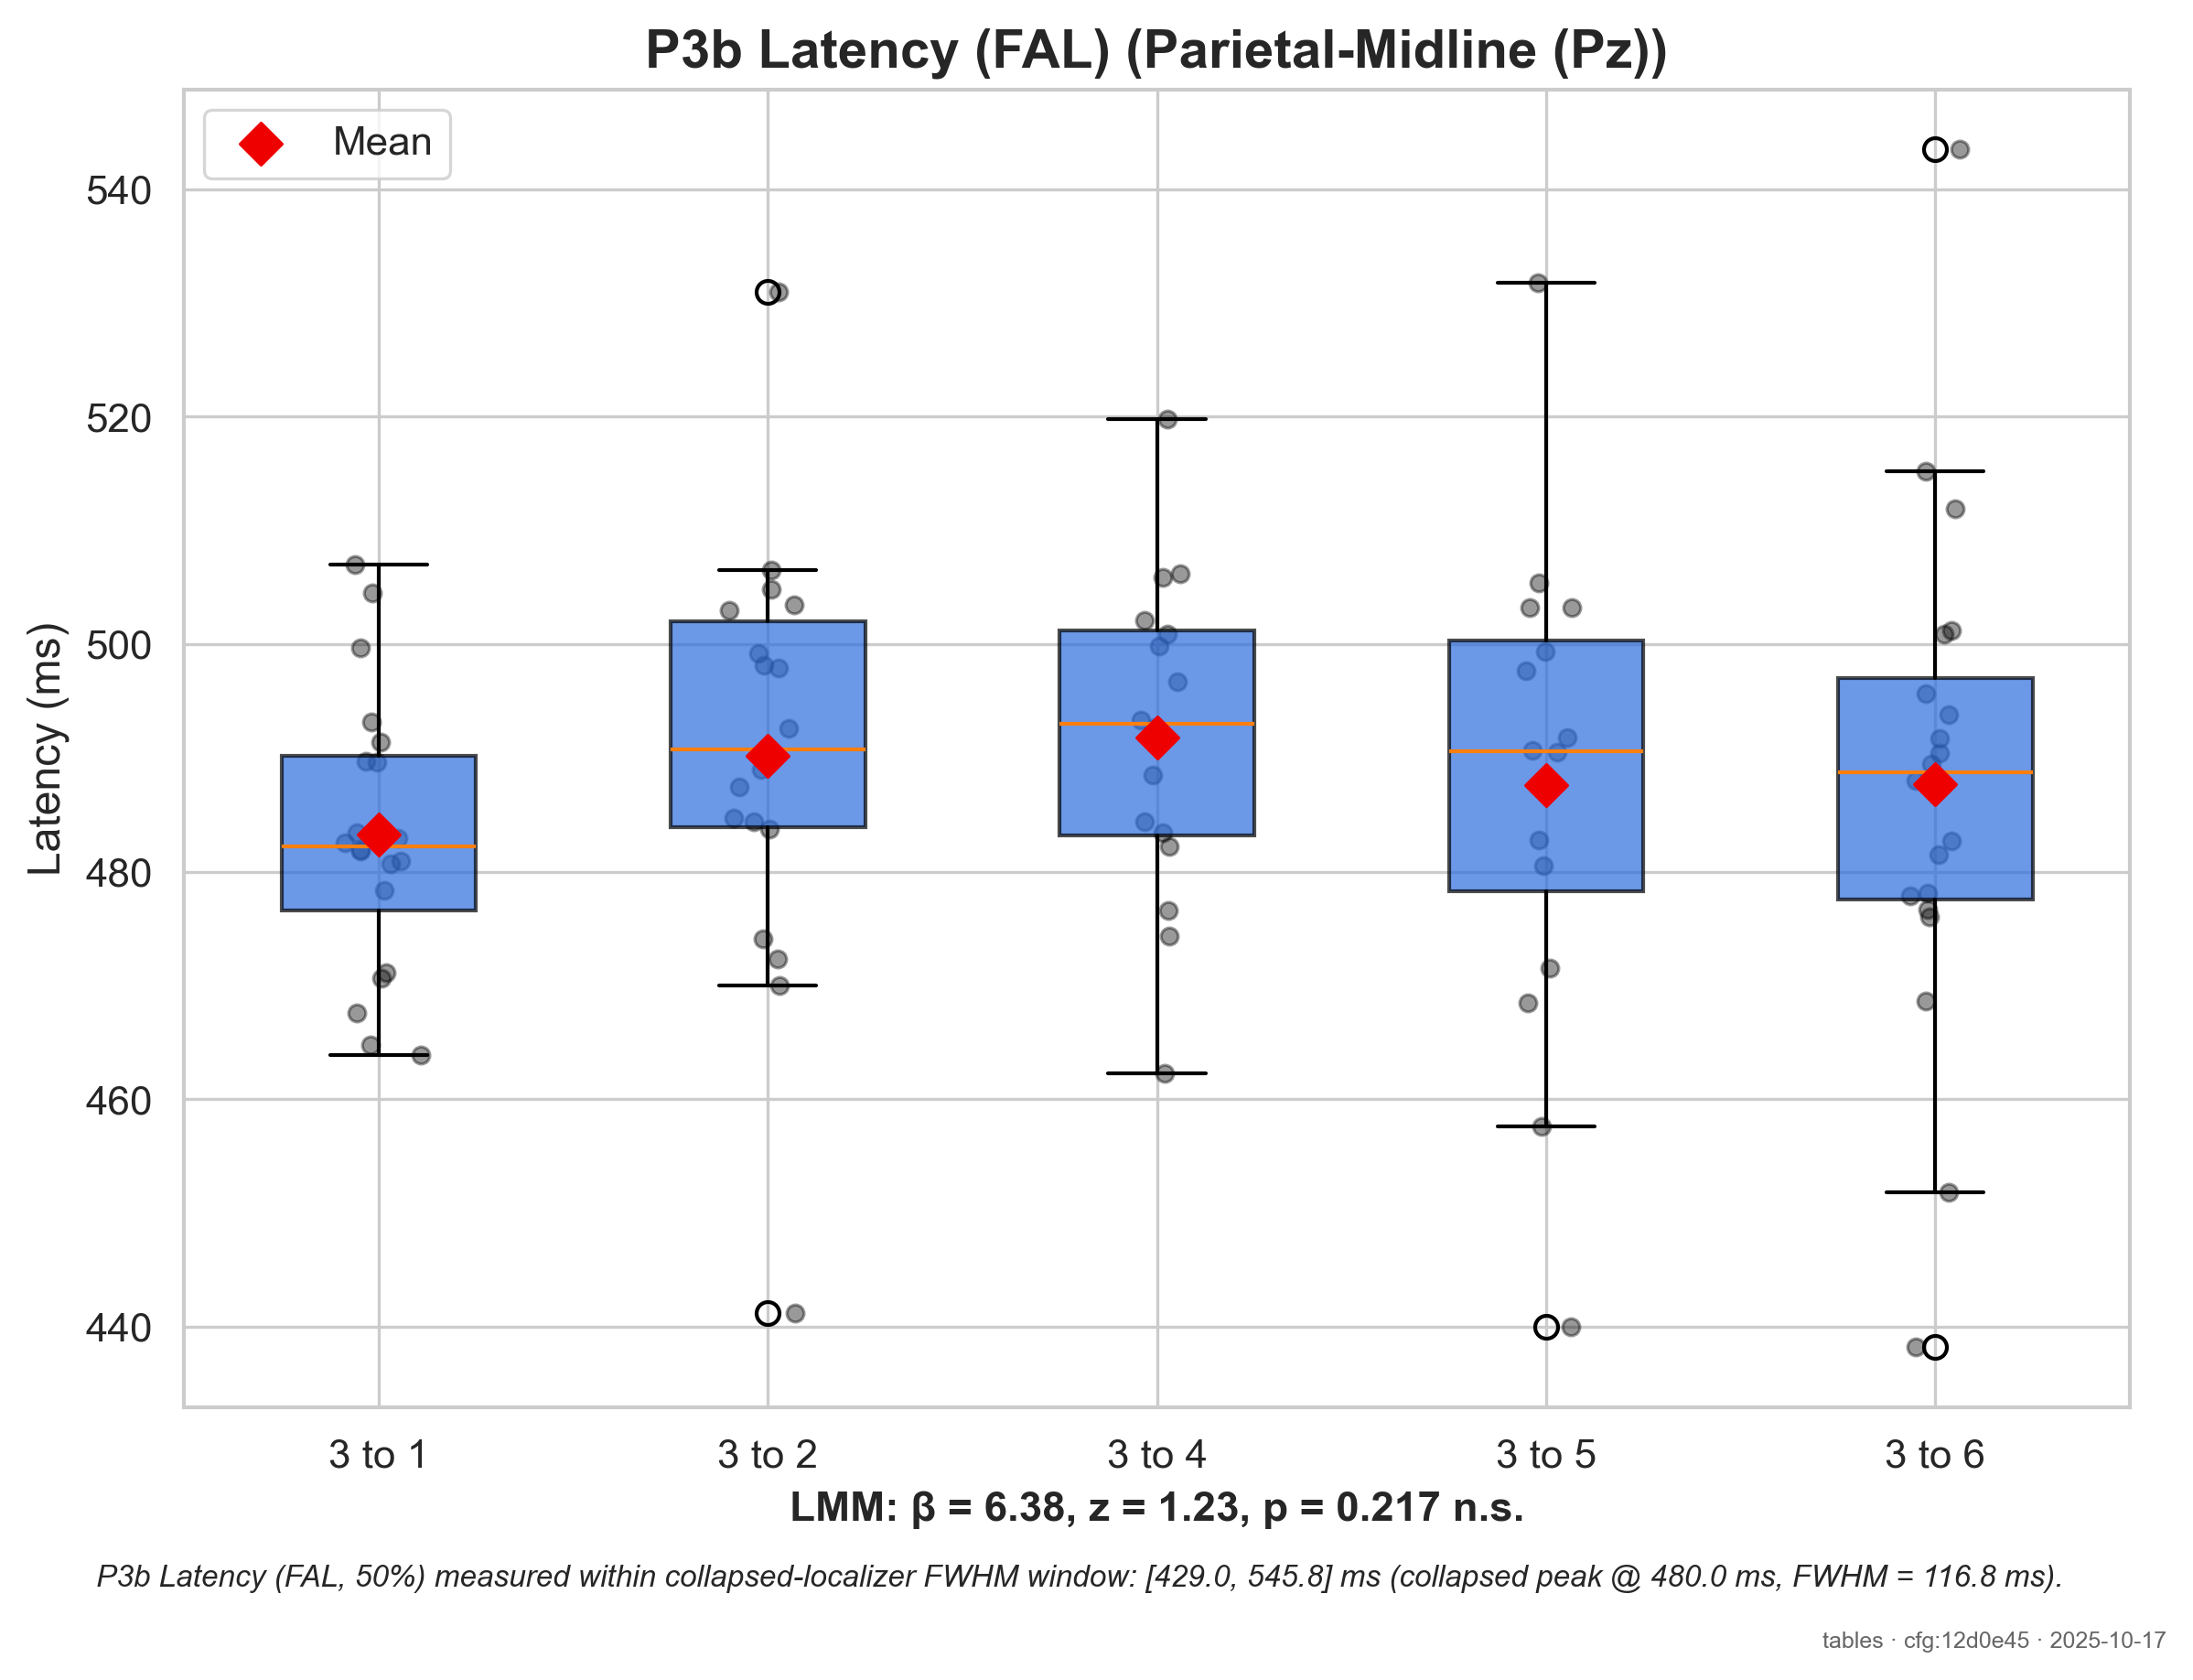 P3b Latency (FAL) (Parietal-Midline (Pz))
Mean
Latency (ms)
540
520
500
480
460
440
3 to 1
3 to 2
3 to 4
3 to 5
3 to 6
LMM: β = 6.38, z = 1.23, p = 0.217 n.s.
P3b Latency (FAL, 50%) measured within collapsed-localizer FWHM window: [429.0, 545.8] ms (collapsed peak @ 480.0 ms, FWHM = 116.8 ms).
tables · cfg:12d0e45 · 2025-10-17